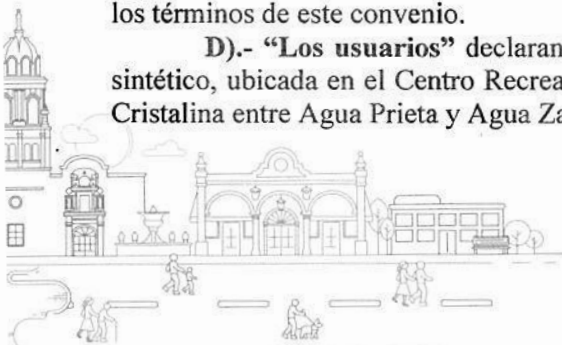 los términos de este convenio.
D).- “Los usuarios” declaran
sintético, ubicada en el Centro Recrea
Cristalina entre Agua Prieta y Agua Za